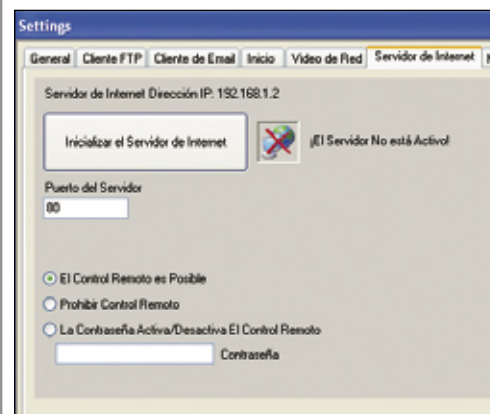 Settings
General Cliente FTP Cliente de Email Inicio Video de Red Servidor de Internet
Servidor de Internet Dirección IP: 192.168.1.2
Inicializar el Servidor de Internet
¡El Servidor No está Activo!
Puerto del Servidor
80
El Control Remoto es Posible
Prohibir Control Remoto
La Contraseña Activa/Desactiva El Control Remoto
Contraseña